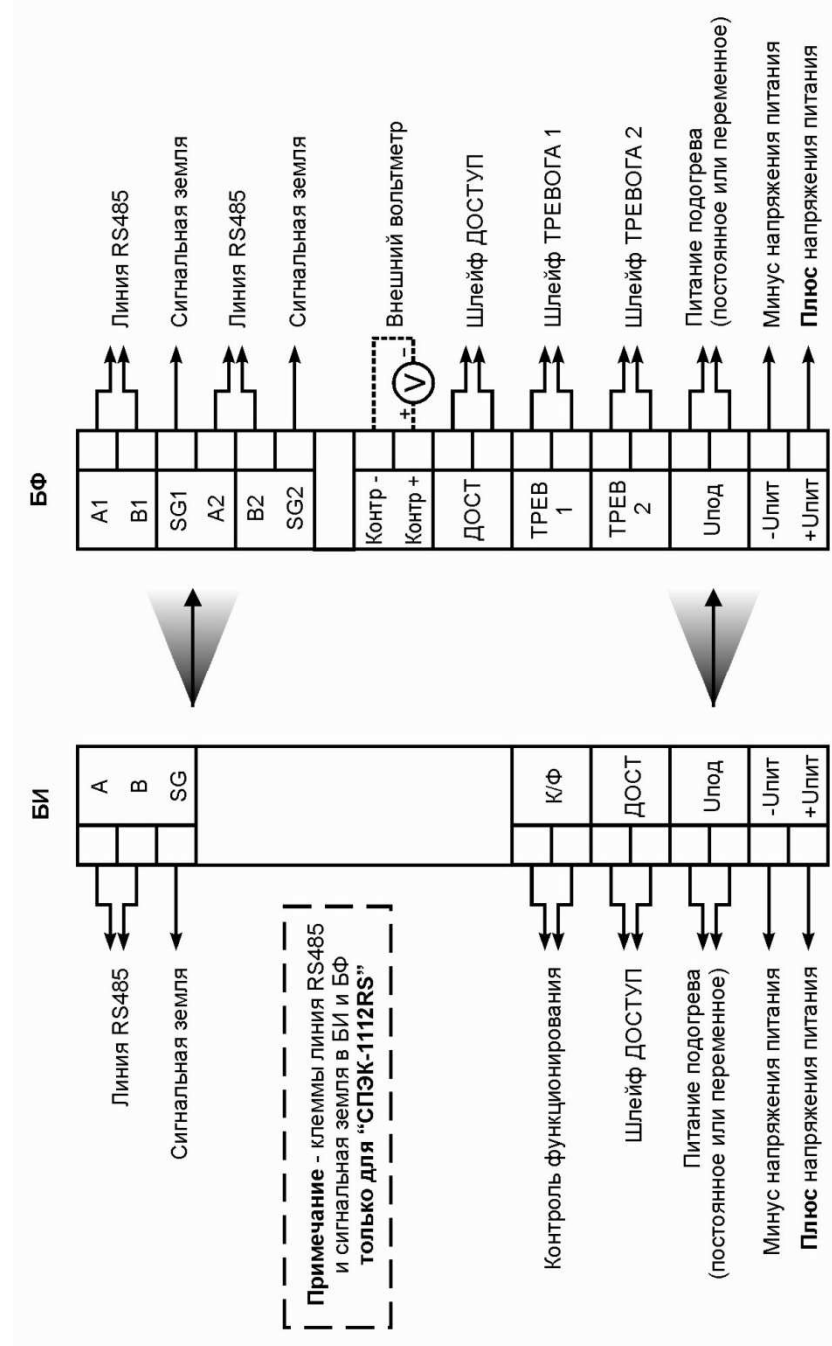 БИ
Линия RS485
A
B
Сигнальная земля
SG
Примечание - клеммы линия RS485
и сигнальная земля в БИ и БФ
только для “СПЭК-1112RS”
Контроль функционирования
К/Ф
Шлейф ДОСТУП
ДОСТ
Питание подогрева
(постоянное или переменное)
Uпод
Минус напряжения питания
-Uпит
Плюс напряжения питания
+Uпит
БФ
A1
B1
Линия RS485
SG1
Сигнальная земля
A2
B2
Линия RS485
SG2
Сигнальная земля
Контр -
Контр +
+ V -
Внешний вольтметр
ДОСТ
Шлейф ДОСТУП
ТРЕВ
1
Шлейф ТРЕВОГА 1
ТРЕВ
2
Шлейф ТРЕВОГА 2
Uпод
Питание подогрева
(постоянное или переменное)
-Uпит
Минус напряжения питания
+Uпит
Плюс напряжения питания